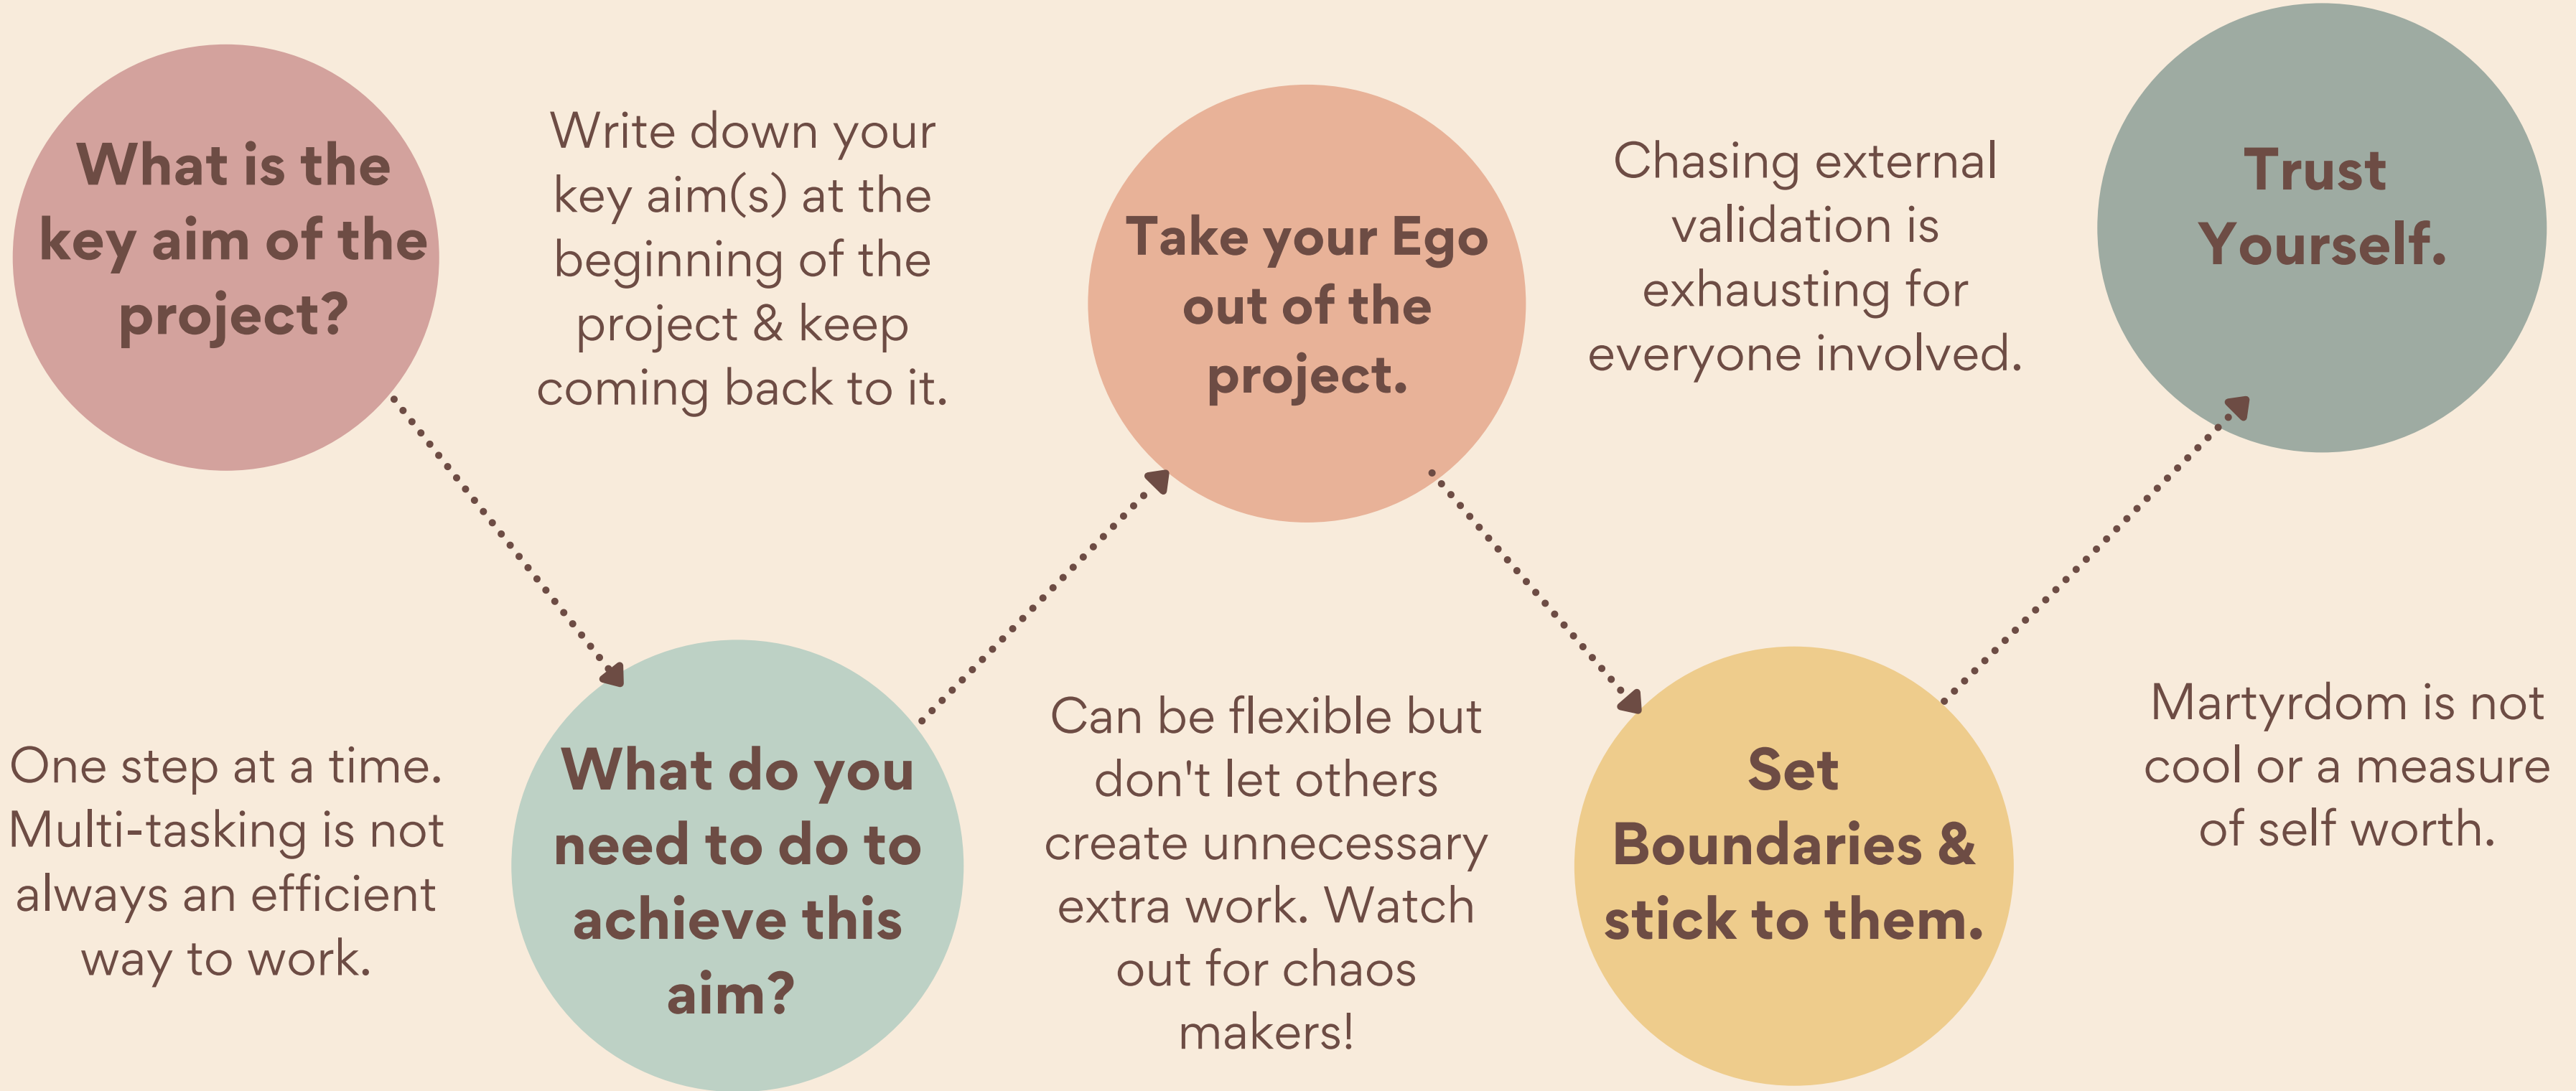 What is the
key aim of the
project?
Write down your
key aim(s) at the
beginning of the
project & keep
coming back to it.
Take your Ego
out of the
project.
Chasing external
validation is
exhausting for
everyone involved.
Trust
Yourself.
One step at a time.
Multi-tasking is not
always an efficient
way to work.
What do you
need to do to
achieve this
aim?
Can be flexible but
don't let others
create unnecessary
extra work. Watch
out for chaos
makers!
Set
Boundaries &
stick to them.
Martyrdom is not
cool or a measure
of self worth.